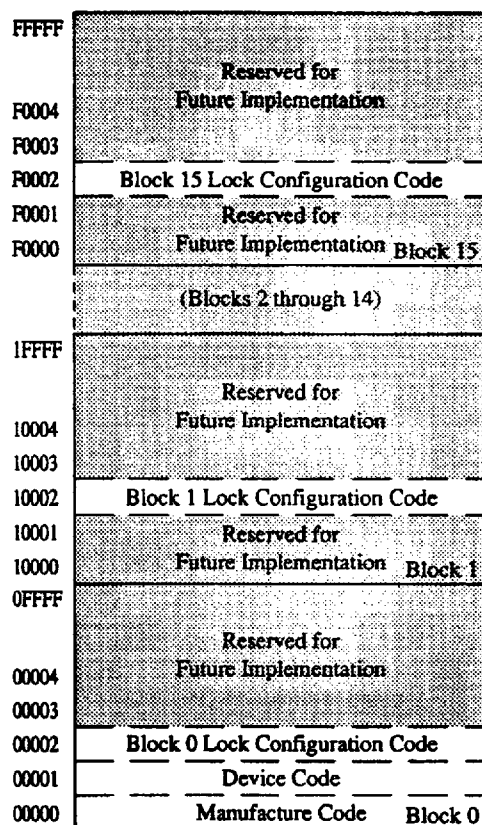 FFFFF
Reserved for
Future Implementation
F0004
F0003
F0002 Block 15 Lock Configuration Code
F0001 Reserved for
F0000 Future Implementation Block 15
(Blocks 2 through 14)
1FFFF
Reserved for
Future Implementation
10004
10003
10002 Block 1 Lock Configuration Code
10001 Reserved for
10000 Future Implementation Block 1
0FFFF
Reserved for
Future Implementation
00004
00003
00002 Block 0 Lock Configuration Code
00001 Device Code
00000 Manufacture Code Block 0